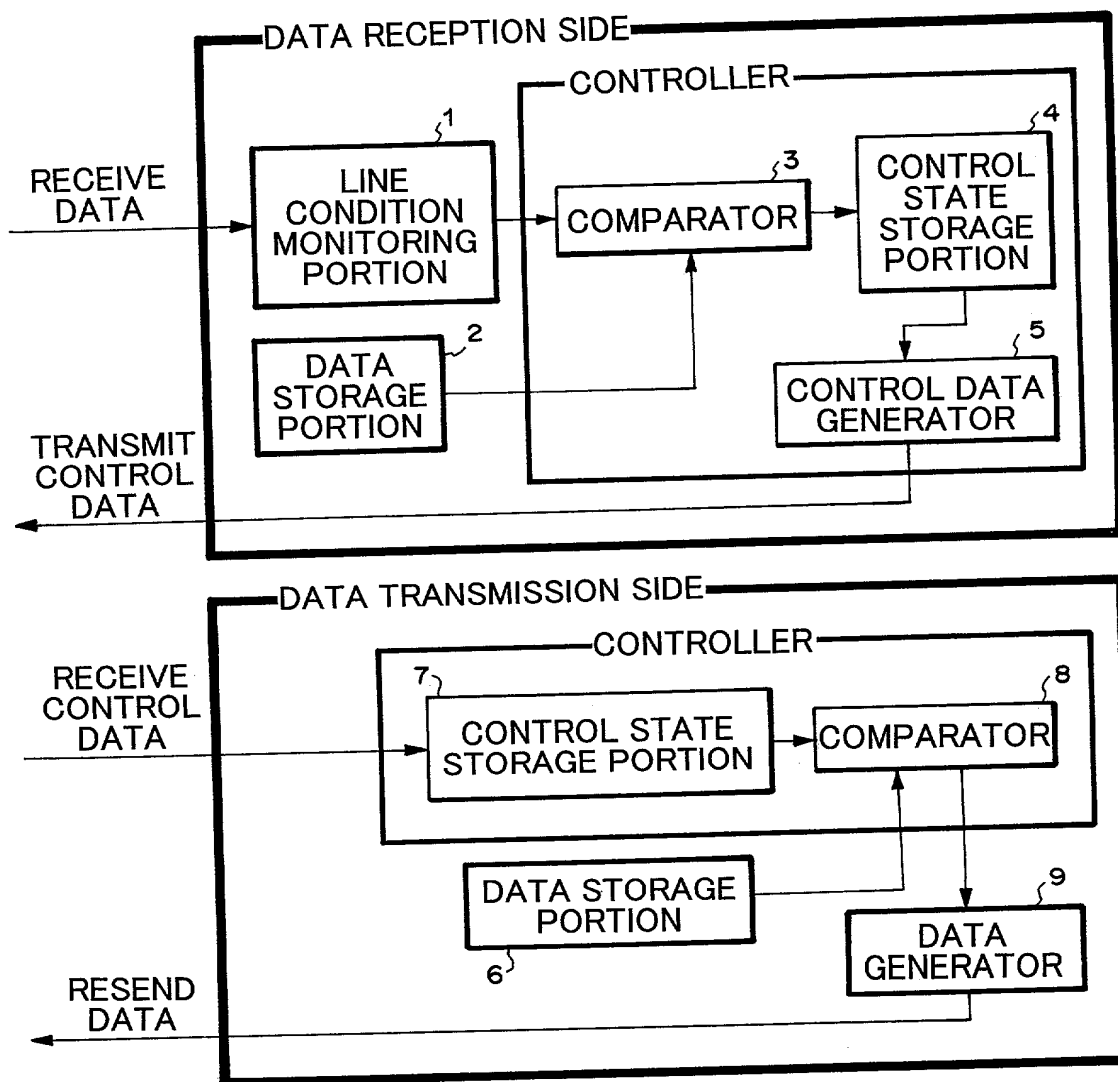 DATA RECEPTION SIDE
CONTROLLER
1
4
RECEIVE
DATA
LINE
CONDITION
MONITORING
PORTION
3
COMPARATOR
CONTROL
STATE
STORAGE
PORTION
2
DATA
STORAGE
PORTION
5
CONTROL DATA
GENERATOR
TRANSMIT
CONTROL
DATA
DATA TRANSMISSION SIDE
CONTROLLER
RECEIVE
CONTROL
DATA
7
CONTROL STATE
STORAGE PORTION
8
COMPARATOR
DATA STORAGE
PORTION
6
9
DATA
GENERATOR
RESEND
DATA